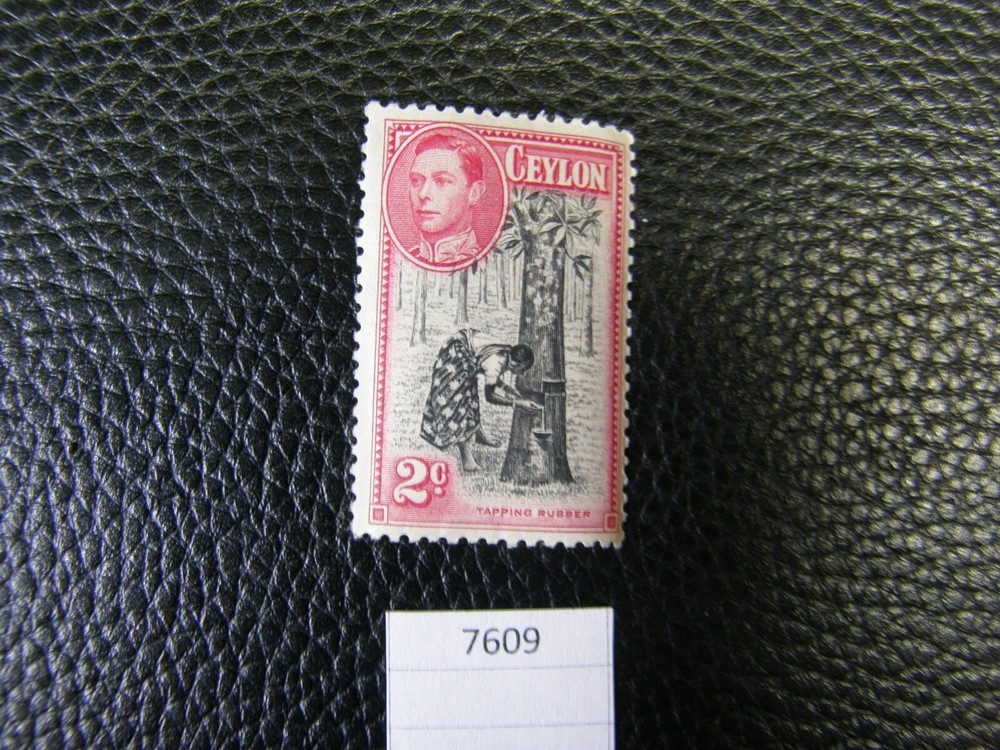 CEYLON
2C.
TAPPING RUBBER
7609